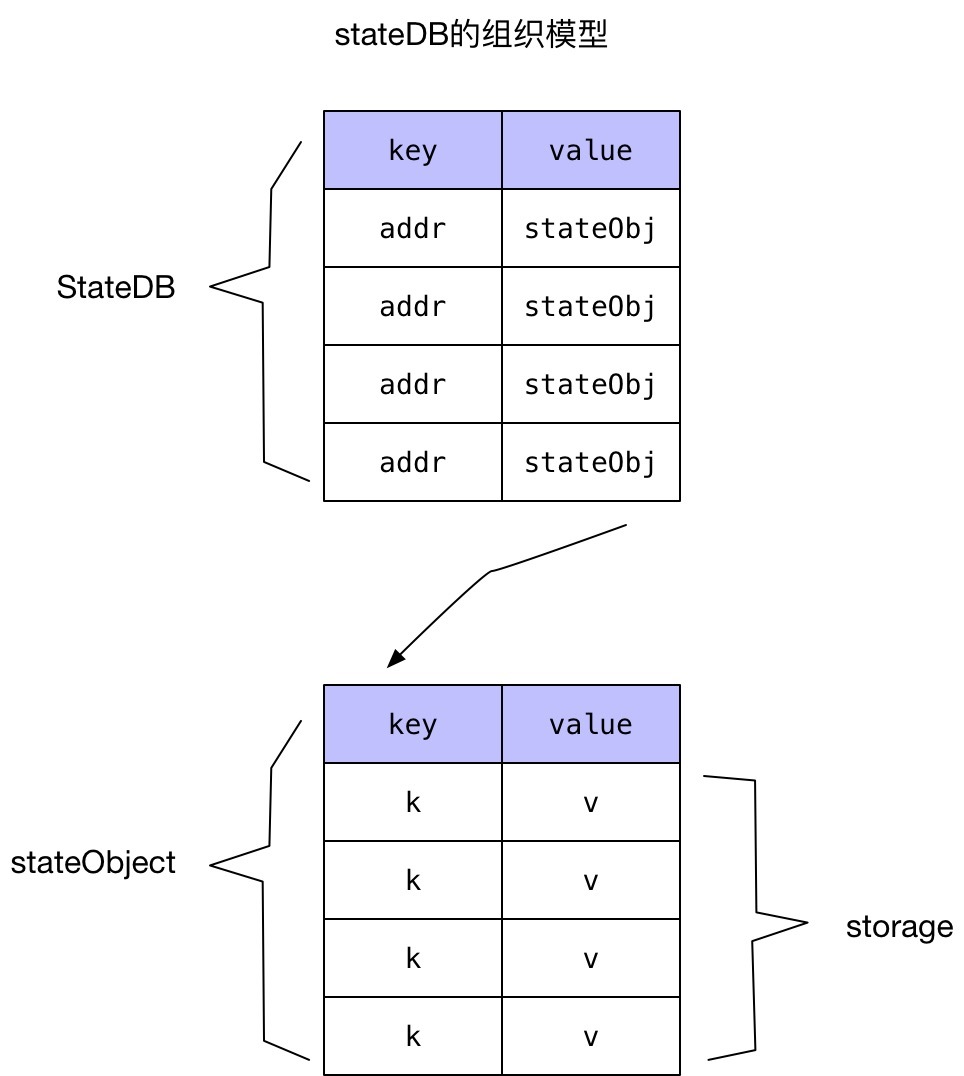 stateDB的组织模型
key value
addr stateObj
addr stateObj
StateDB
addr stateObj
addr stateObj
key value
k v
stateObject
k v
storage
k v
k v